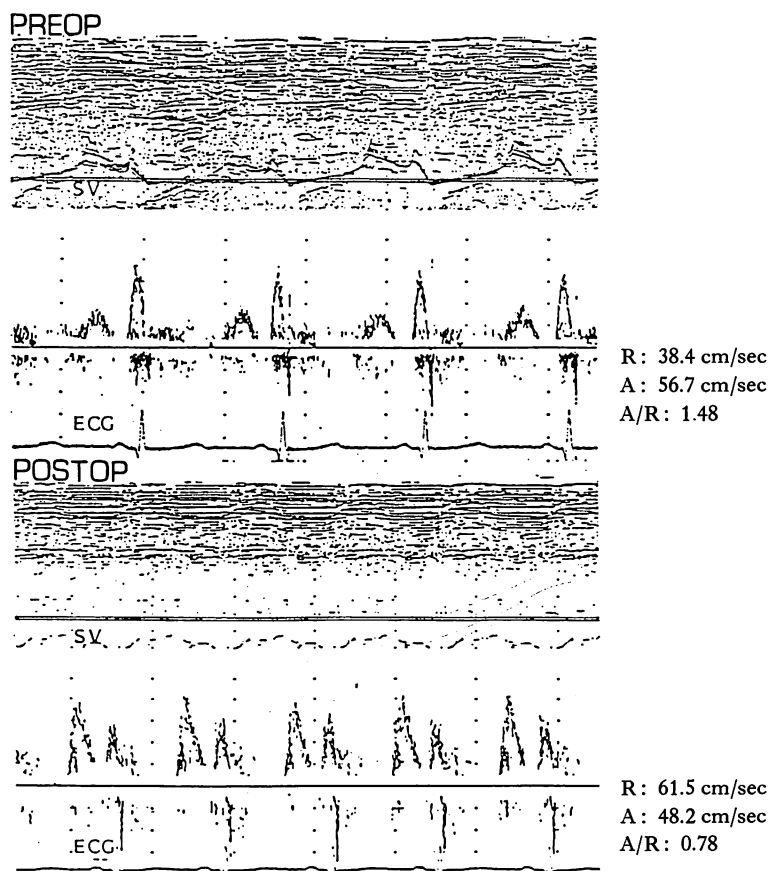 PREOP
SV
ECG
R: 38.4 cm/sec
A: 56.7 cm/sec
A/R: 1.48
POSTOP
SV
ECG
R: 61.5 cm/sec
A: 48.2 cm/sec
A/R: 0.78